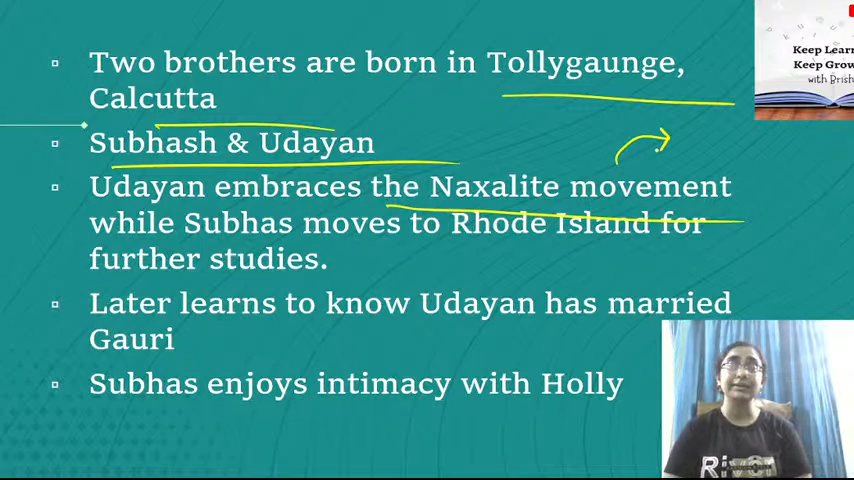 Two brothers are born in Tollygaunge,
Calcutta
Subhash & Udayan
Udayan embraces the Naxalite movement
while Subhas moves to Rhode Island for
further studies.
Later learns to know Udayan has married
Gauri
Subhas enjoys intimacy with Holly
Keep Lear
Keep Grow
with Brish